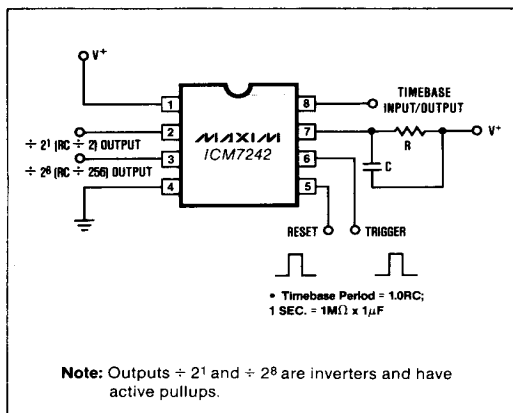 V+
1
2
3
4
÷ 2¹ (RC ÷ 2) OUTPUT
÷ 2⁸ (RC ÷ 256) OUTPUT
MAXIM
ICM7242
8
7
6
5
TIMEBASE
INPUT/OUTPUT
R
V+
C
RESET
TRIGGER
• Timebase Period = 1.0RC;
1 SEC. = 1MΩ x 1μF
Note: Outputs ÷ 2¹ and ÷ 2⁸ are inverters and have
active pullups.